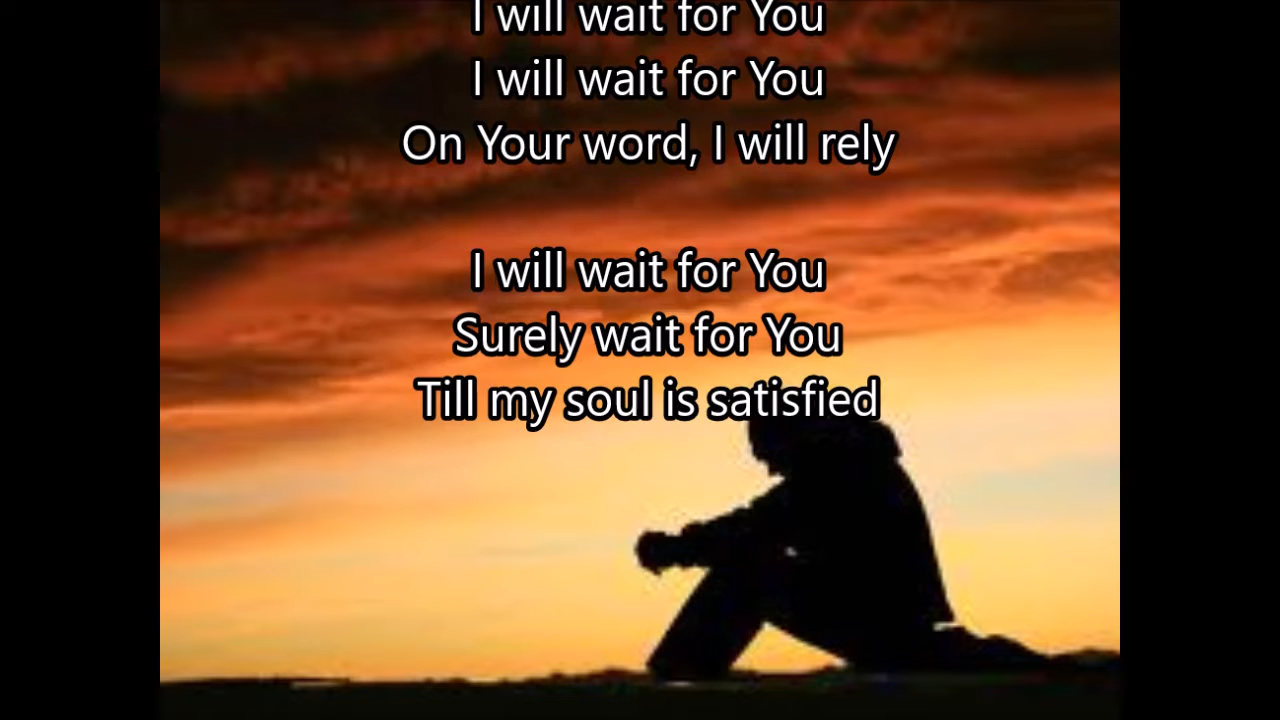 I will wait for You
I will wait for You
On Your word, I will rely
I will wait for You
Surely wait for You
Till my soul is satisfied